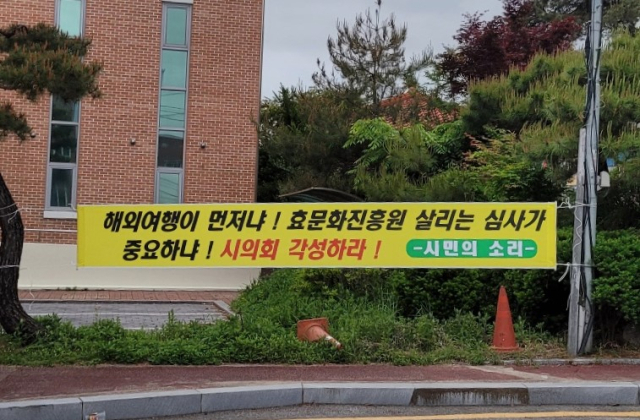 해외여행이 먼저냐! 효문화진흥원 살리는 심사가
중요하냐! 시의회 각성하라! -시민의 소리-